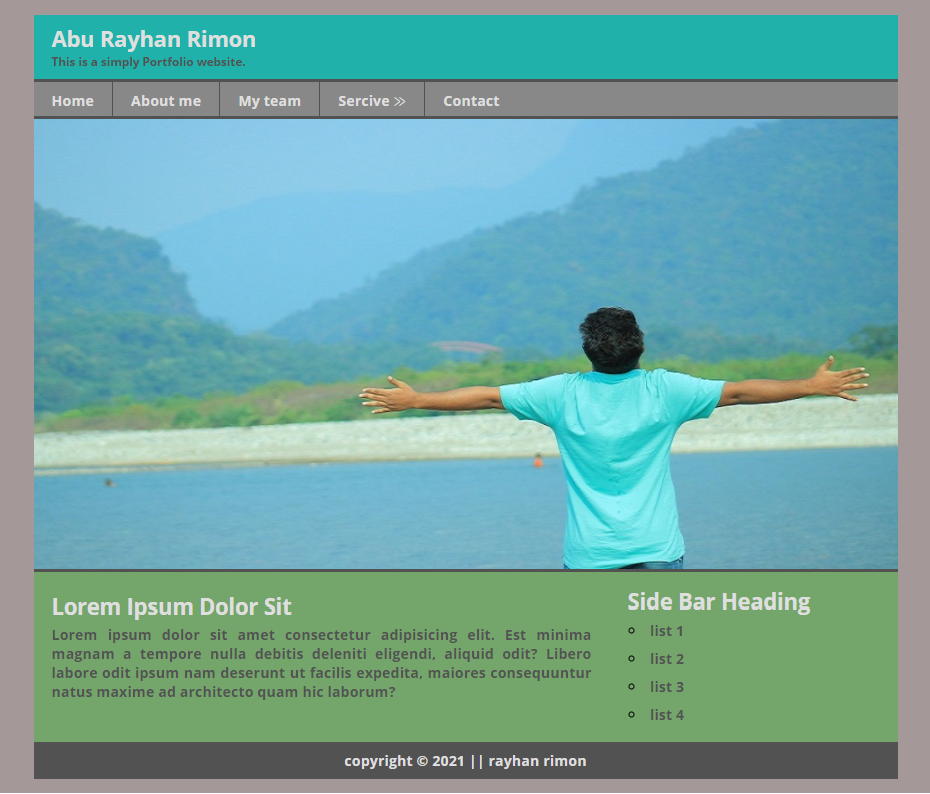 Abu Rayhan Rimon
This is a simply Portfolio website.
Home About me My team Sercive » Contact
Lorem Ipsum Dolor Sit
Lorem ipsum dolor sit amet consectetur adipisicing elit. Est minima
magnam a tempore nulla debitis deleniti eligendi, aliquid odit? Libero
labore odit ipsum nam deserunt ut facilis expedita, maiores consequuntur
natus maxime ad architecto quam hic laborum?
Side Bar Heading
list 1
list 2
list 3
list 4
copyright © 2021 || rayhan rimon